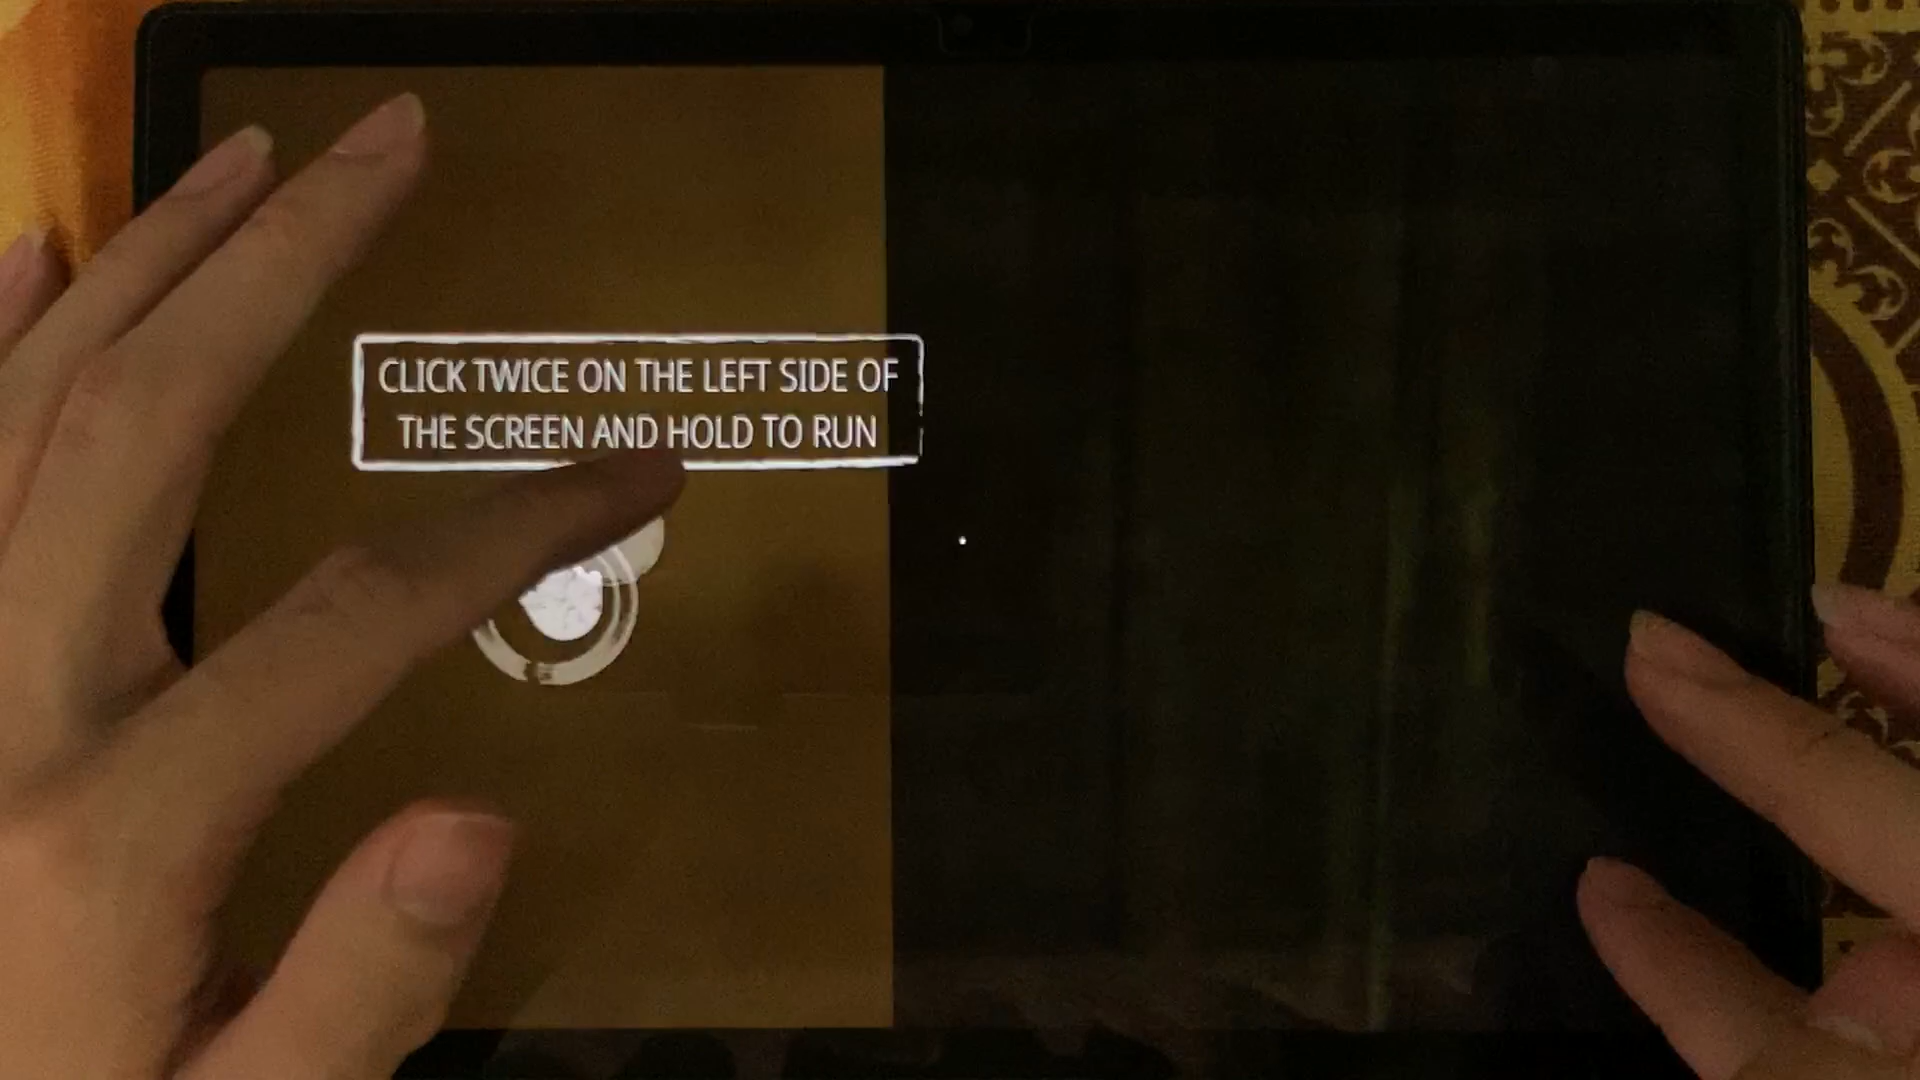 CLICK TWICE ON THE LEFT SIDE OF
THE SCREEN AND HOLD TO RUN